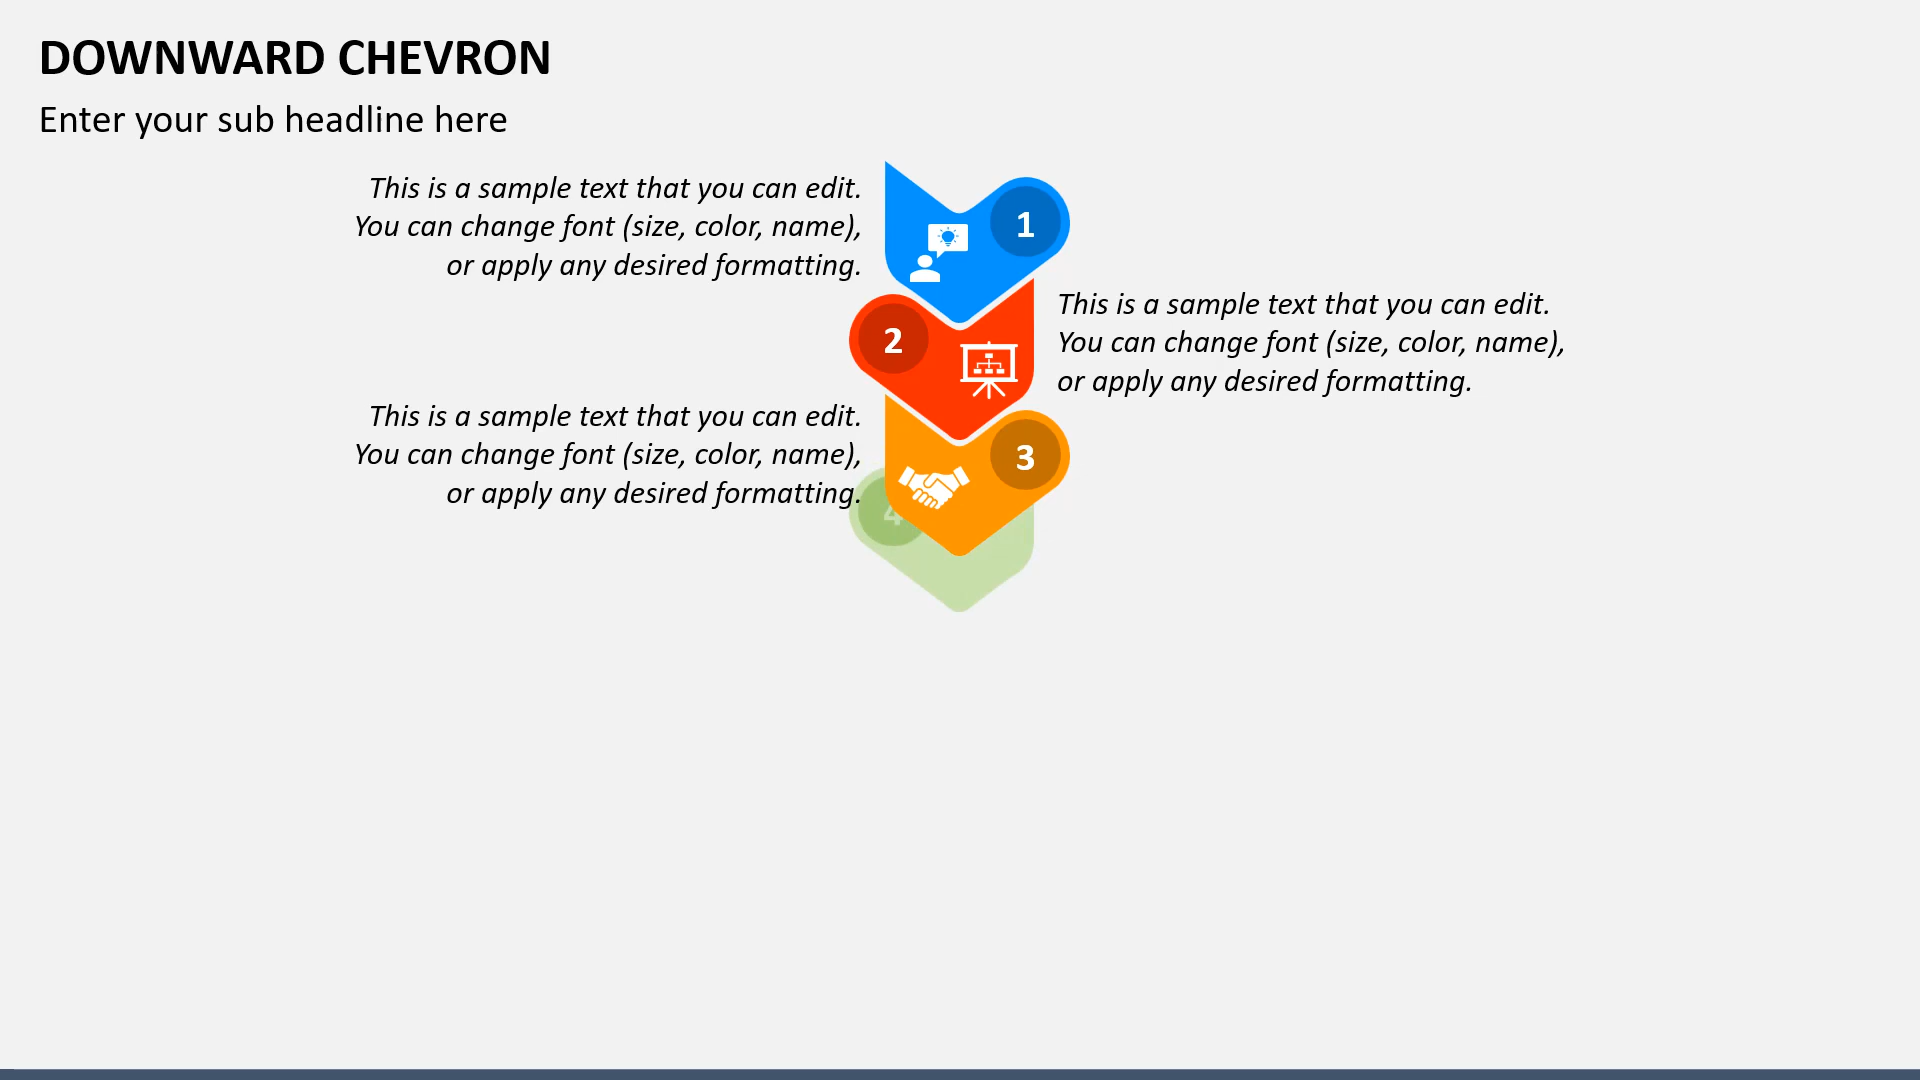 DOWNWARD CHEVRON
Enter your sub headline here
This is a sample text that you can edit.
You can change font (size, color, name),
or apply any desired formatting.
1
2
This is a sample text that you can edit.
You can change font (size, color, name),
or apply any desired formatting.
This is a sample text that you can edit.
You can change font (size, color, name),
or apply any desired formatting.
3
4